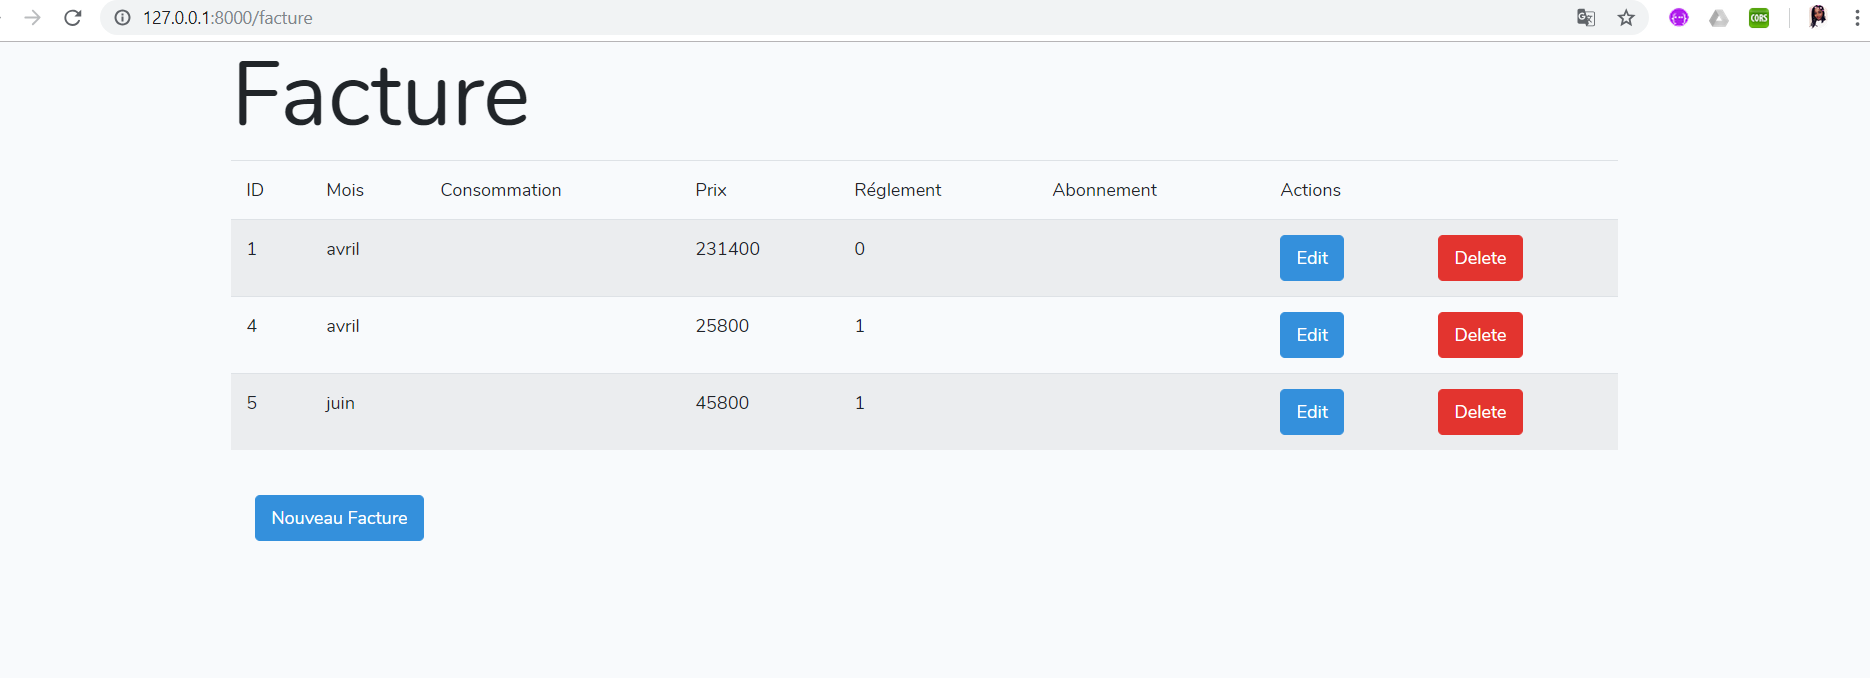 127.0.0.1:8000/facture
CORS
Facture
ID Mois Consommation Prix Réglement Abonnement Actions
1 avril 231400 0 Edit Delete
4 avril 25800 1 Edit Delete
5 juin 45800 1 Edit Delete
Nouveau Facture